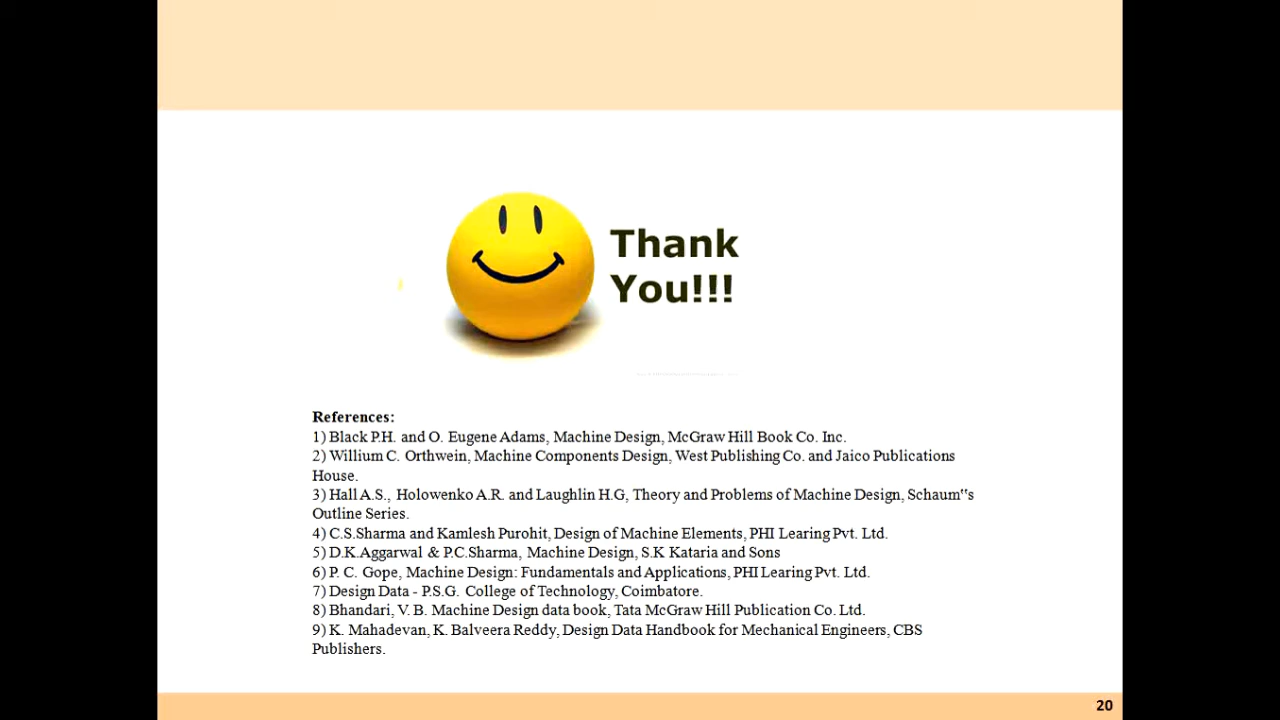 Thank
You!!!
References:
1) Black P.H. and O. Eugene Adams, Machine Design, McGraw Hill Book Co. Inc.
2) Willium C. Orthwein, Machine Components Design, West Publishing Co. and Jaico Publications
House.
3) Hall A.S., Holowenko A.R. and Laughlin H.G, Theory and Problems of Machine Design, Schaum‟s
Outline Series.
4) C.S.Sharma and Kamlesh Purohit, Design of Machine Elements, PHI Learing Pvt. Ltd.
5) D.K.Aggarwal & P.C.Sharma, Machine Design, S.K Kataria and Sons
6) P. C. Gope, Machine Design: Fundamentals and Applications, PHI Learing Pvt. Ltd.
7) Design Data - P.S.G. College of Technology, Coimbatore.
8) Bhandari, V. B. Machine Design data book, Tata McGraw Hill Publication Co. Ltd.
9) K. Mahadevan, K. Balveera Reddy, Design Data Handbook for Mechanical Engineers, CBS
Publishers.
20